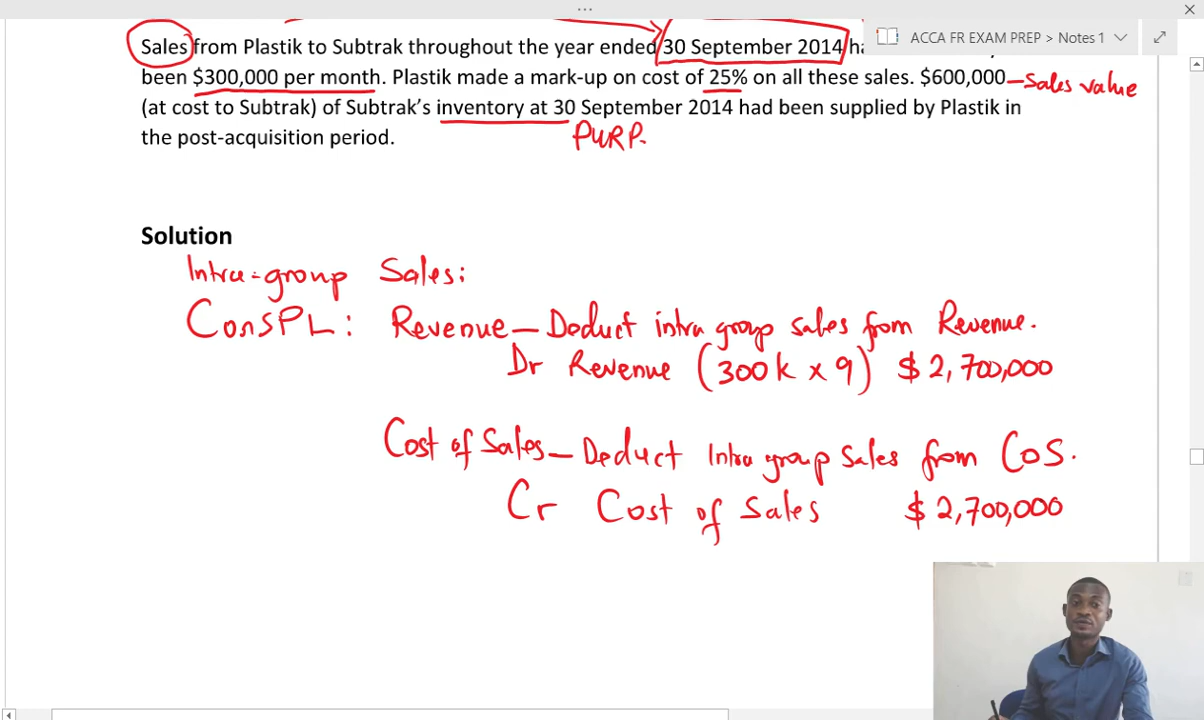 ACCA FR EXAM PREP > Notes 1
Sales from Plastik to Subtrak throughout the year ended 30 September 2014 ha
been $300,000 per month. Plastik made a mark-up on cost of 25% on all these sales. $600,000 – Sales value
(at cost to Subtrak) of Subtrak's inventory at 30 September 2014 had been supplied by Plastik in
the post-acquisition period.
PURP.
Solution
Intra-group Sales:
ConsPL: Revenue – Deduct intra group sales from Revenue.
Dr Revenue (300k x 9) $2,700,000
Cost of Sales – Deduct Intra group Sales from CoS.
Cr Cost of Sales $2,700,000